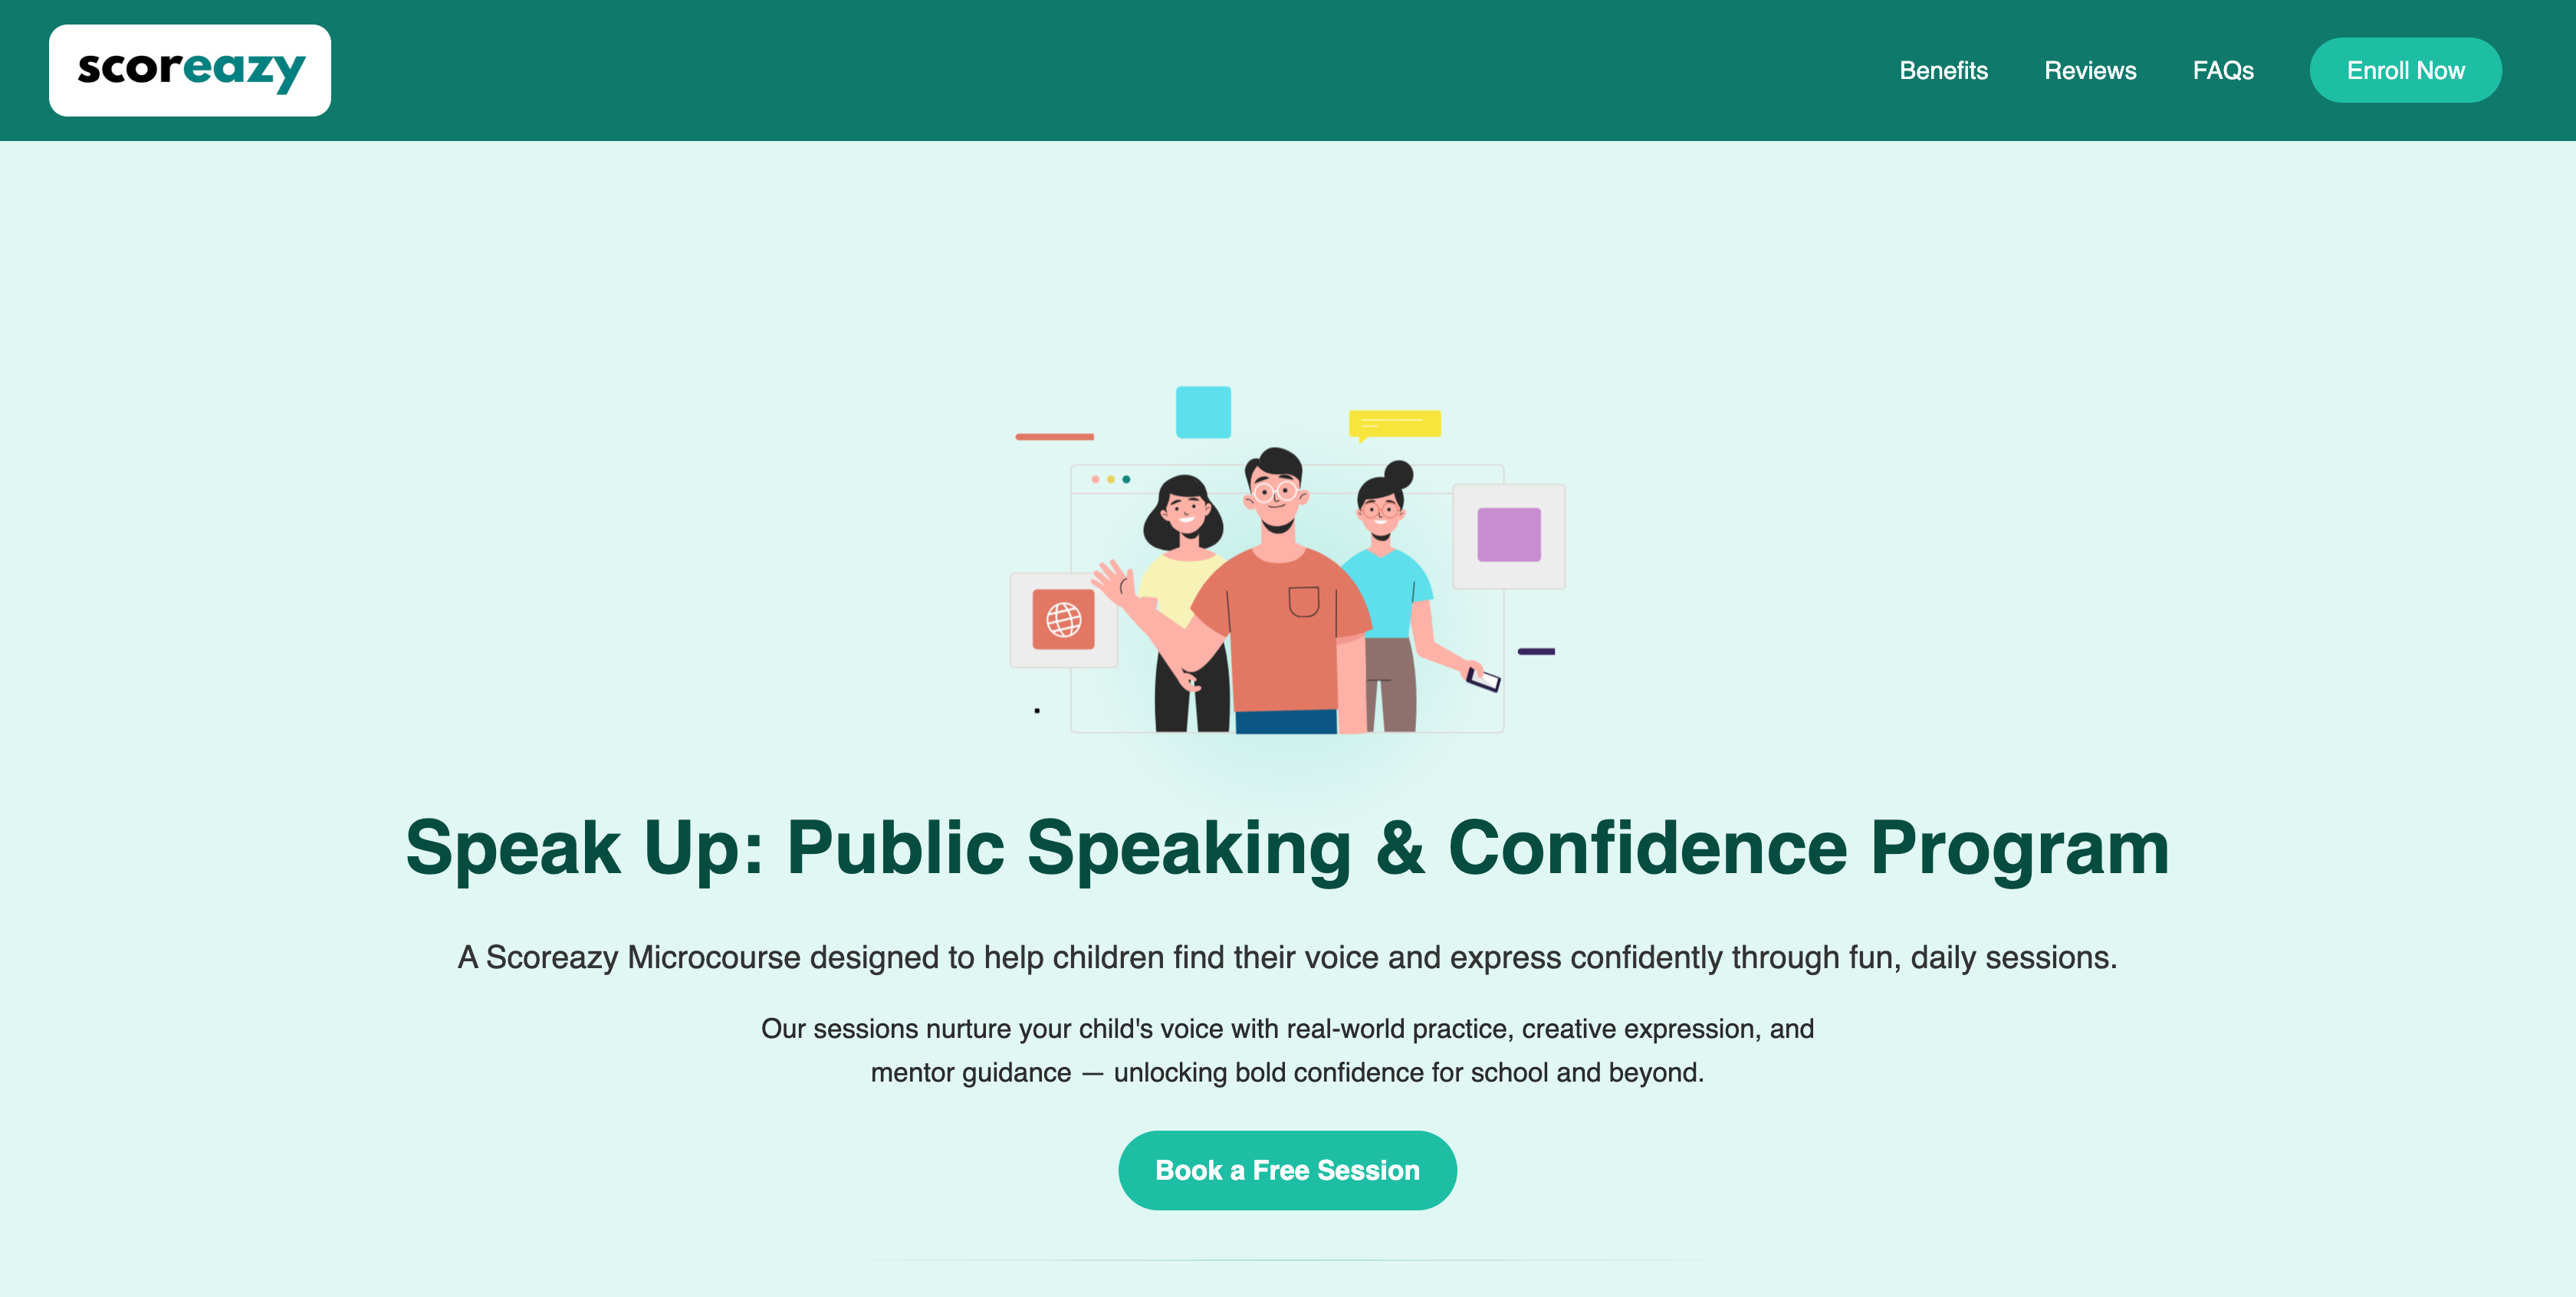 scoreazy
Benefits
Reviews
FAQs
Enroll Now
Speak Up: Public Speaking & Confidence Program
A Scoreazy Microcourse designed to help children find their voice and express confidently through fun, daily sessions.
Our sessions nurture your child's voice with real-world practice, creative expression, and
mentor guidance — unlocking bold confidence for school and beyond.
Book a Free Session